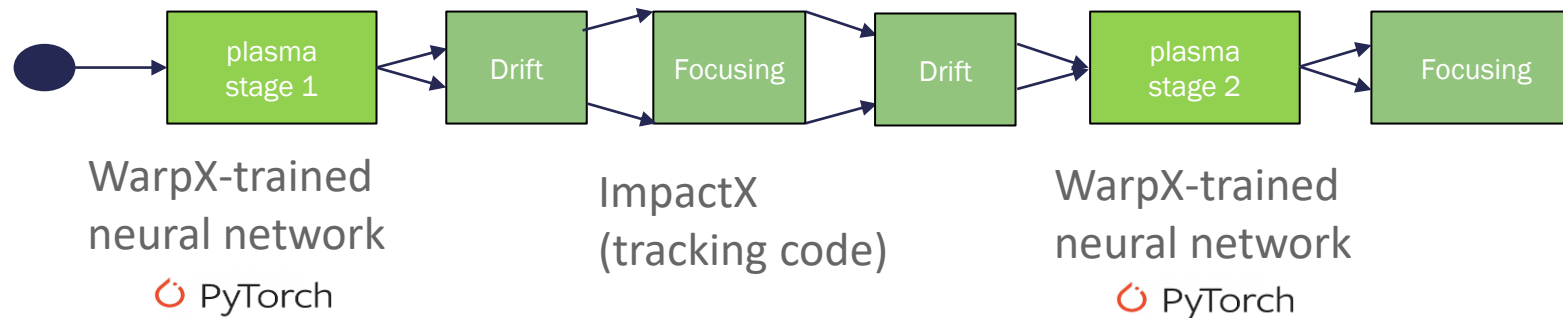 plasma
stage 1
Drift
Focusing
Drift
plasma
stage 2
Focusing
WarpX-trained
neural network
PyTorch
ImpactX
(tracking code)
WarpX-trained
neural network
PyTorch